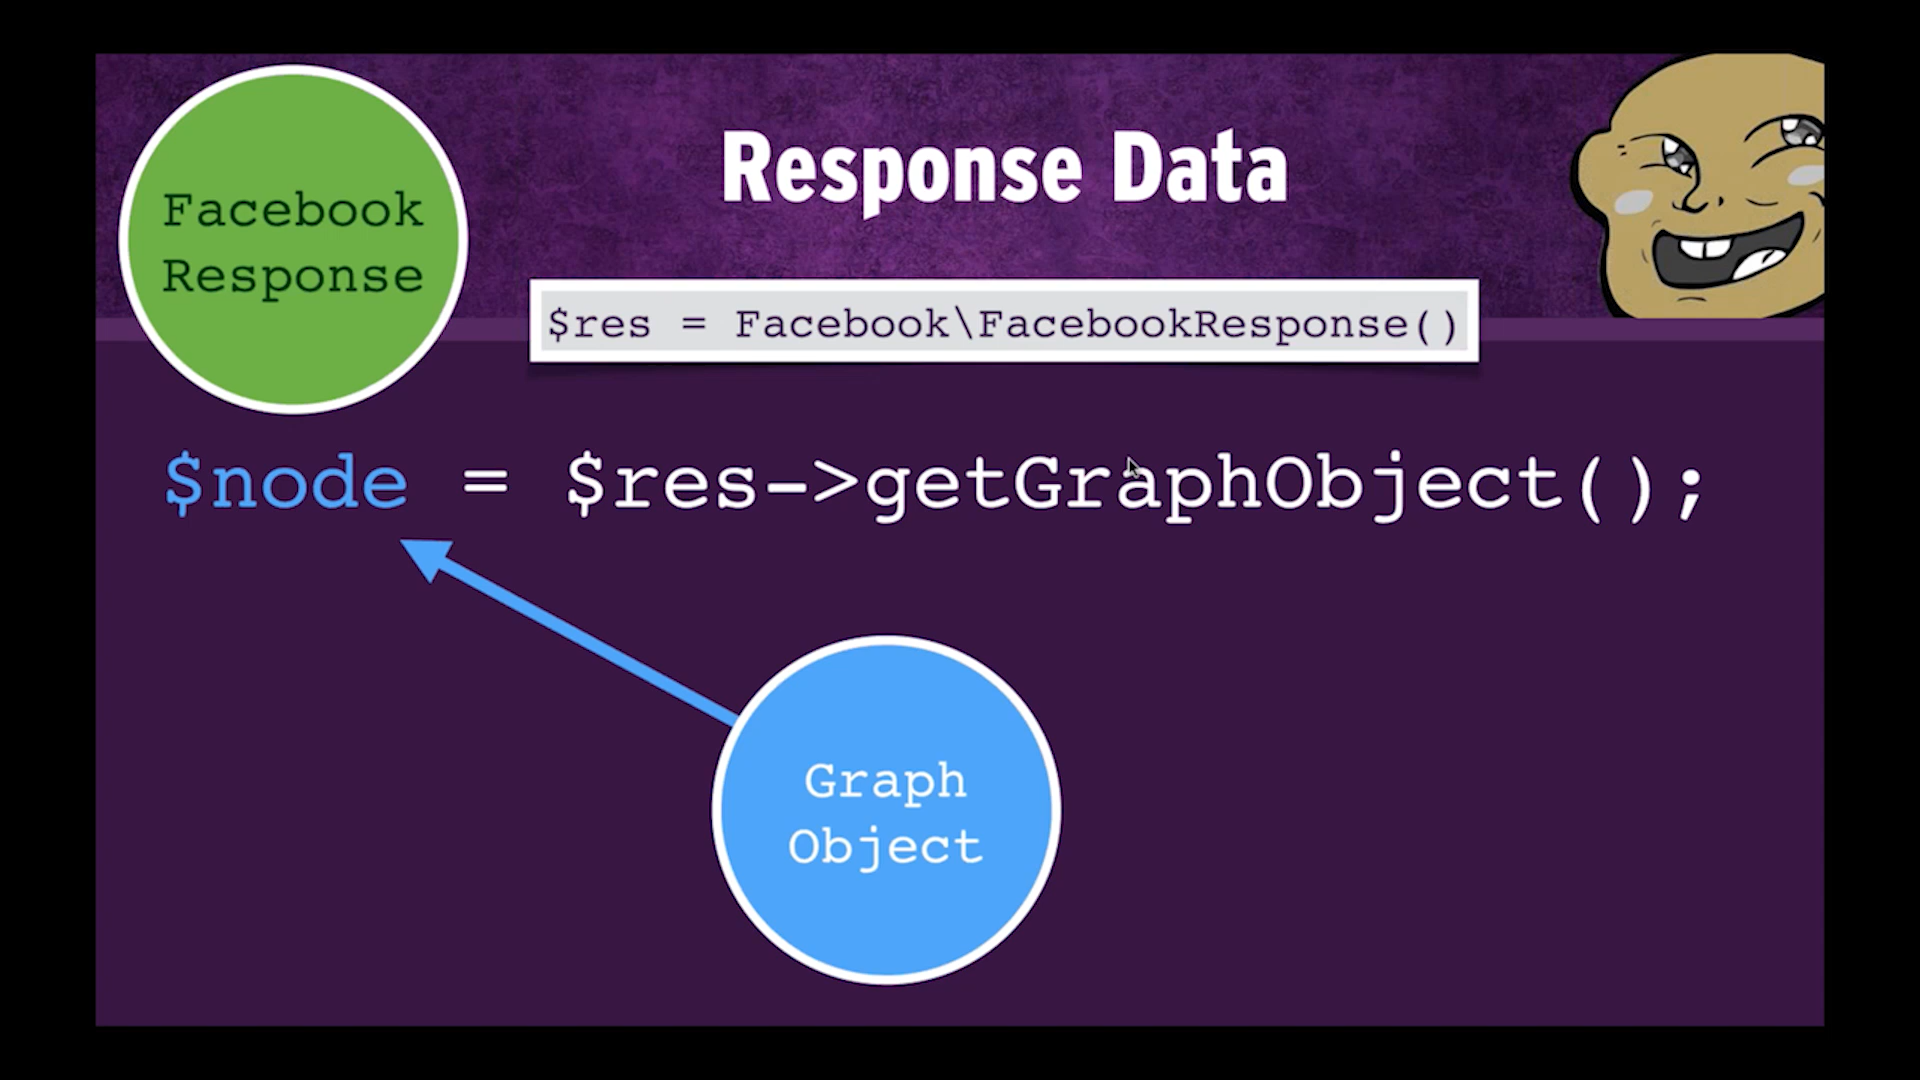 Facebook
Response
Response Data
$res = Facebook\FacebookResponse()
$node = $res->getGraphObject();
Graph
Object